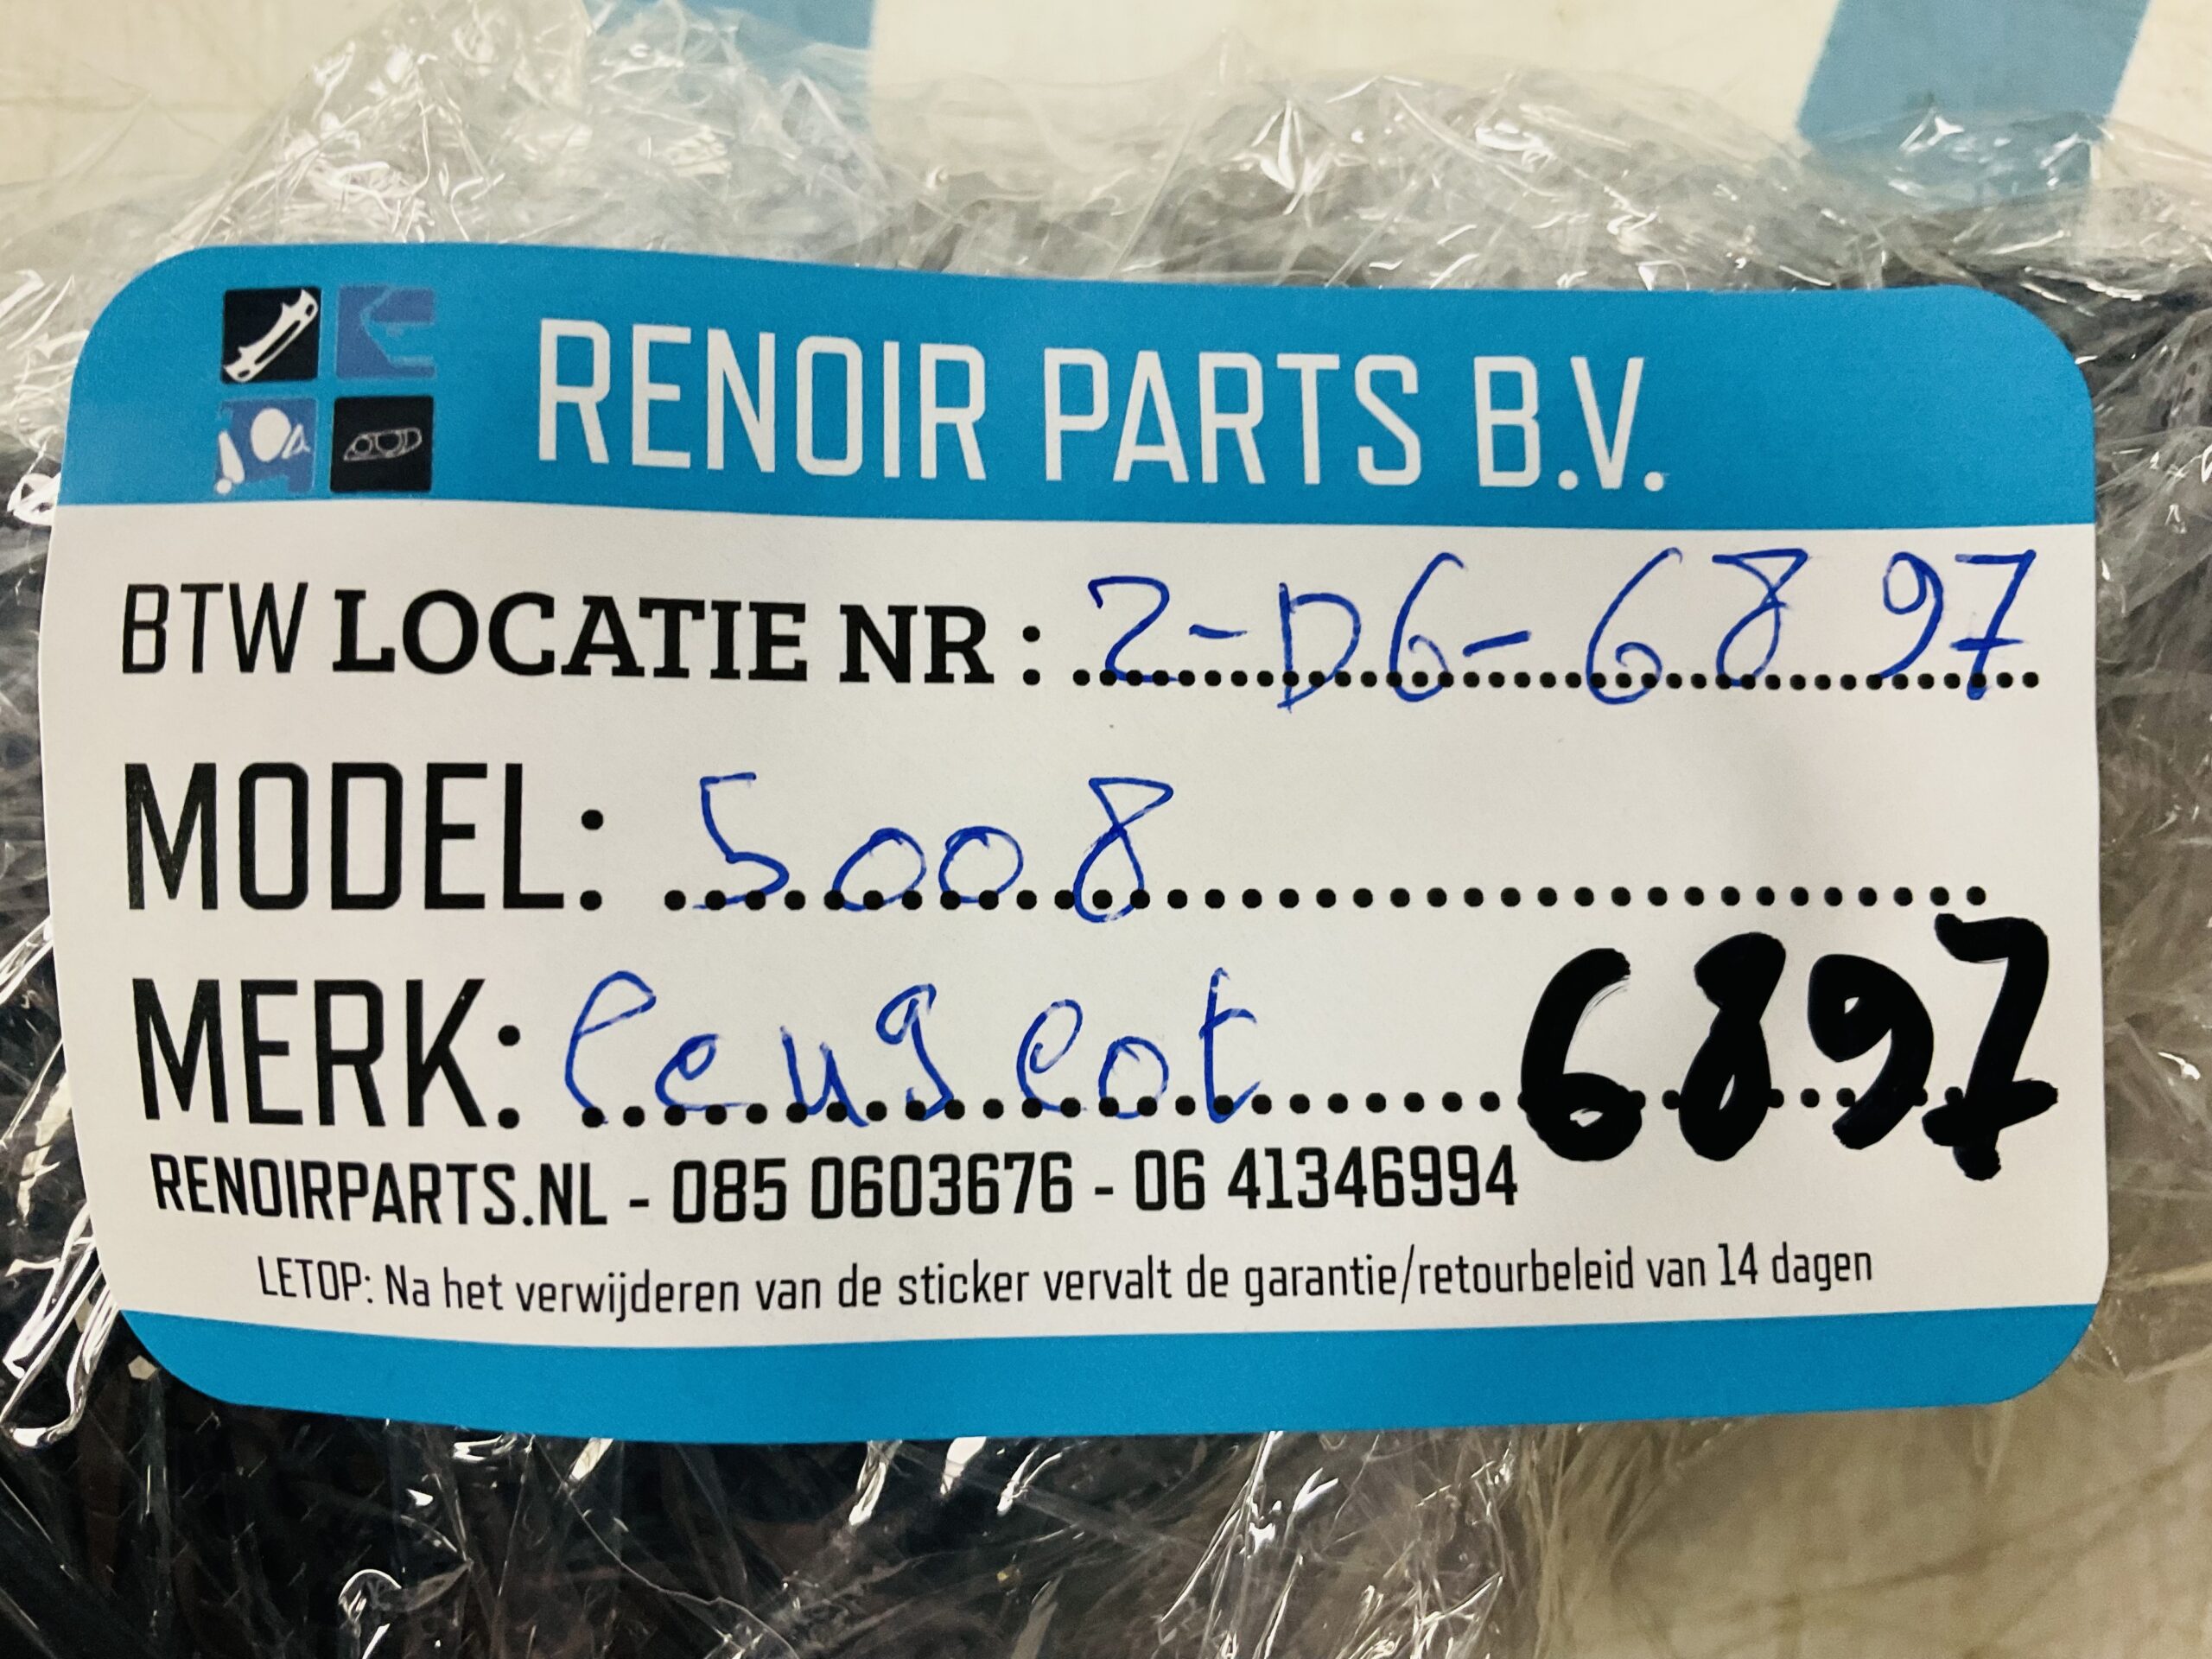 RENOIR PARTS B.V.
BTW LOCATIE NR : 2-D6-6897
MODEL: 5008
MERK: Peugeot 6897
RENOIRPARTS.NL - 085 0603676 - 06 41346994
LETOP: Na het verwijderen van de sticker vervalt de garantie/retourbeleid van 14 dagen